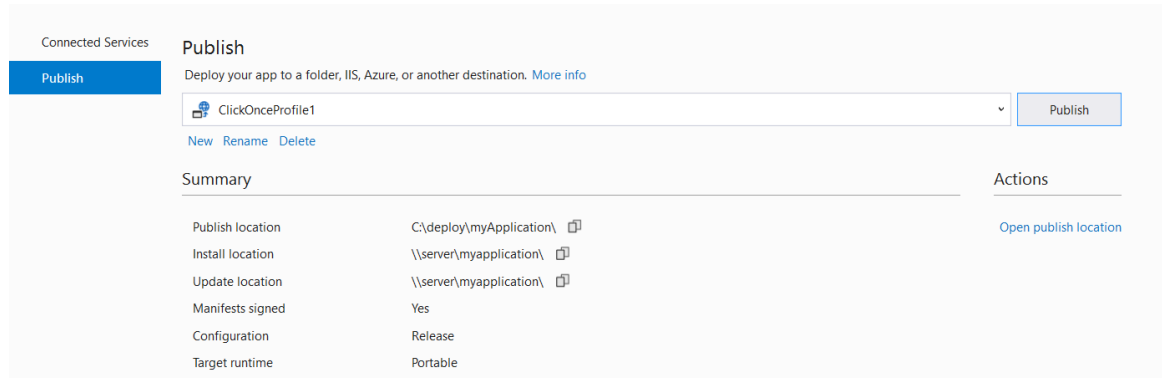 Connected Services
Publish
Publish
Deploy your app to a folder, IIS, Azure, or another destination. More info
ClickOnceProfile1
Publish
New Rename Delete
Summary
Actions
Publish location C:\deploy\myApplication\
Open publish location
Install location \\server\myapplication\
Update location \\server\myapplication\
Manifests signed Yes
Configuration Release
Target runtime Portable